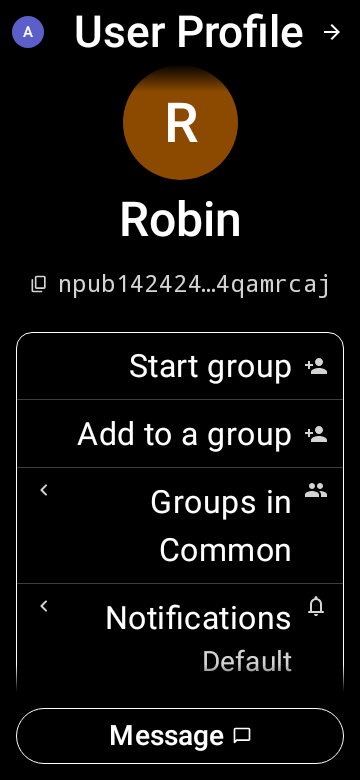 A
User Profile
R
Robin
npub142424…4qamrcaj
Start group
Add to a group
Groups in
Common
Notifications
Default
Message